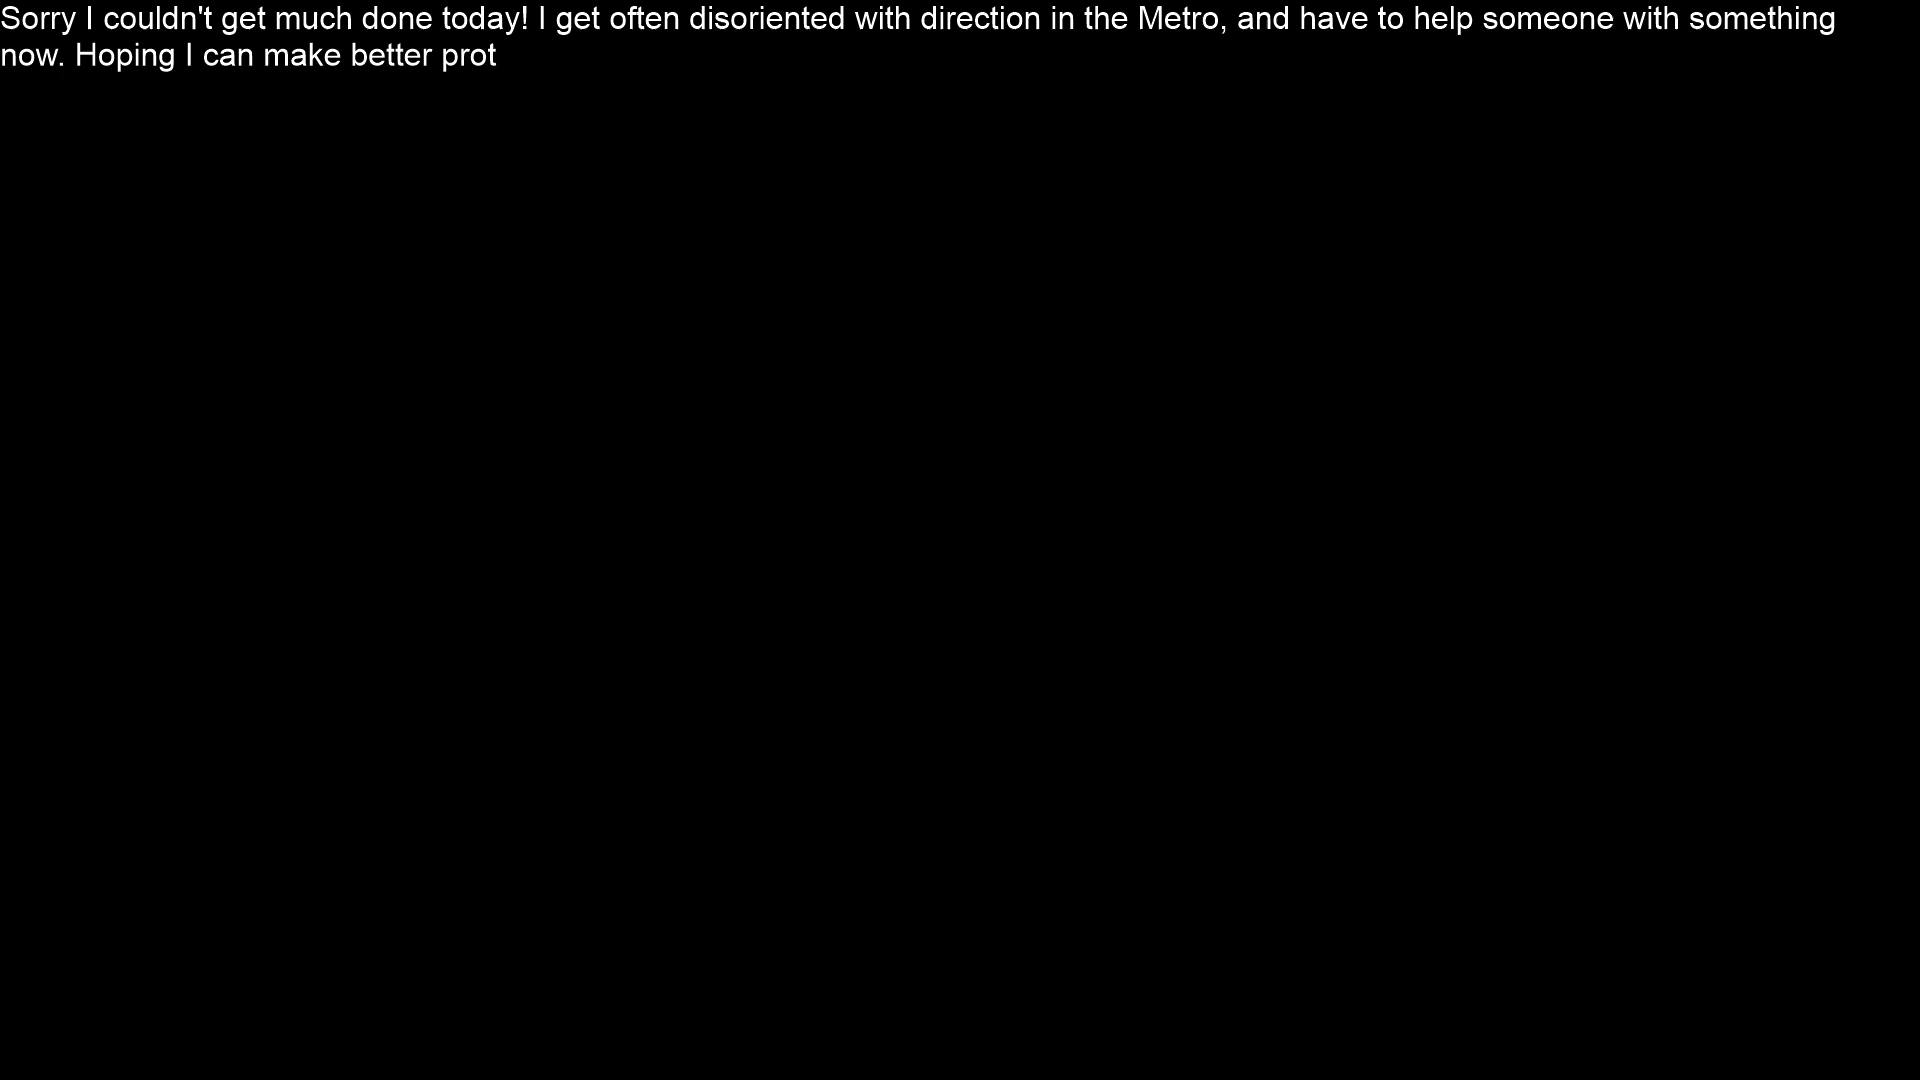 Sorry I couldn't get much done today! I get often disoriented with direction in the Metro, and have to help someone with something
now. Hoping I can make better prot